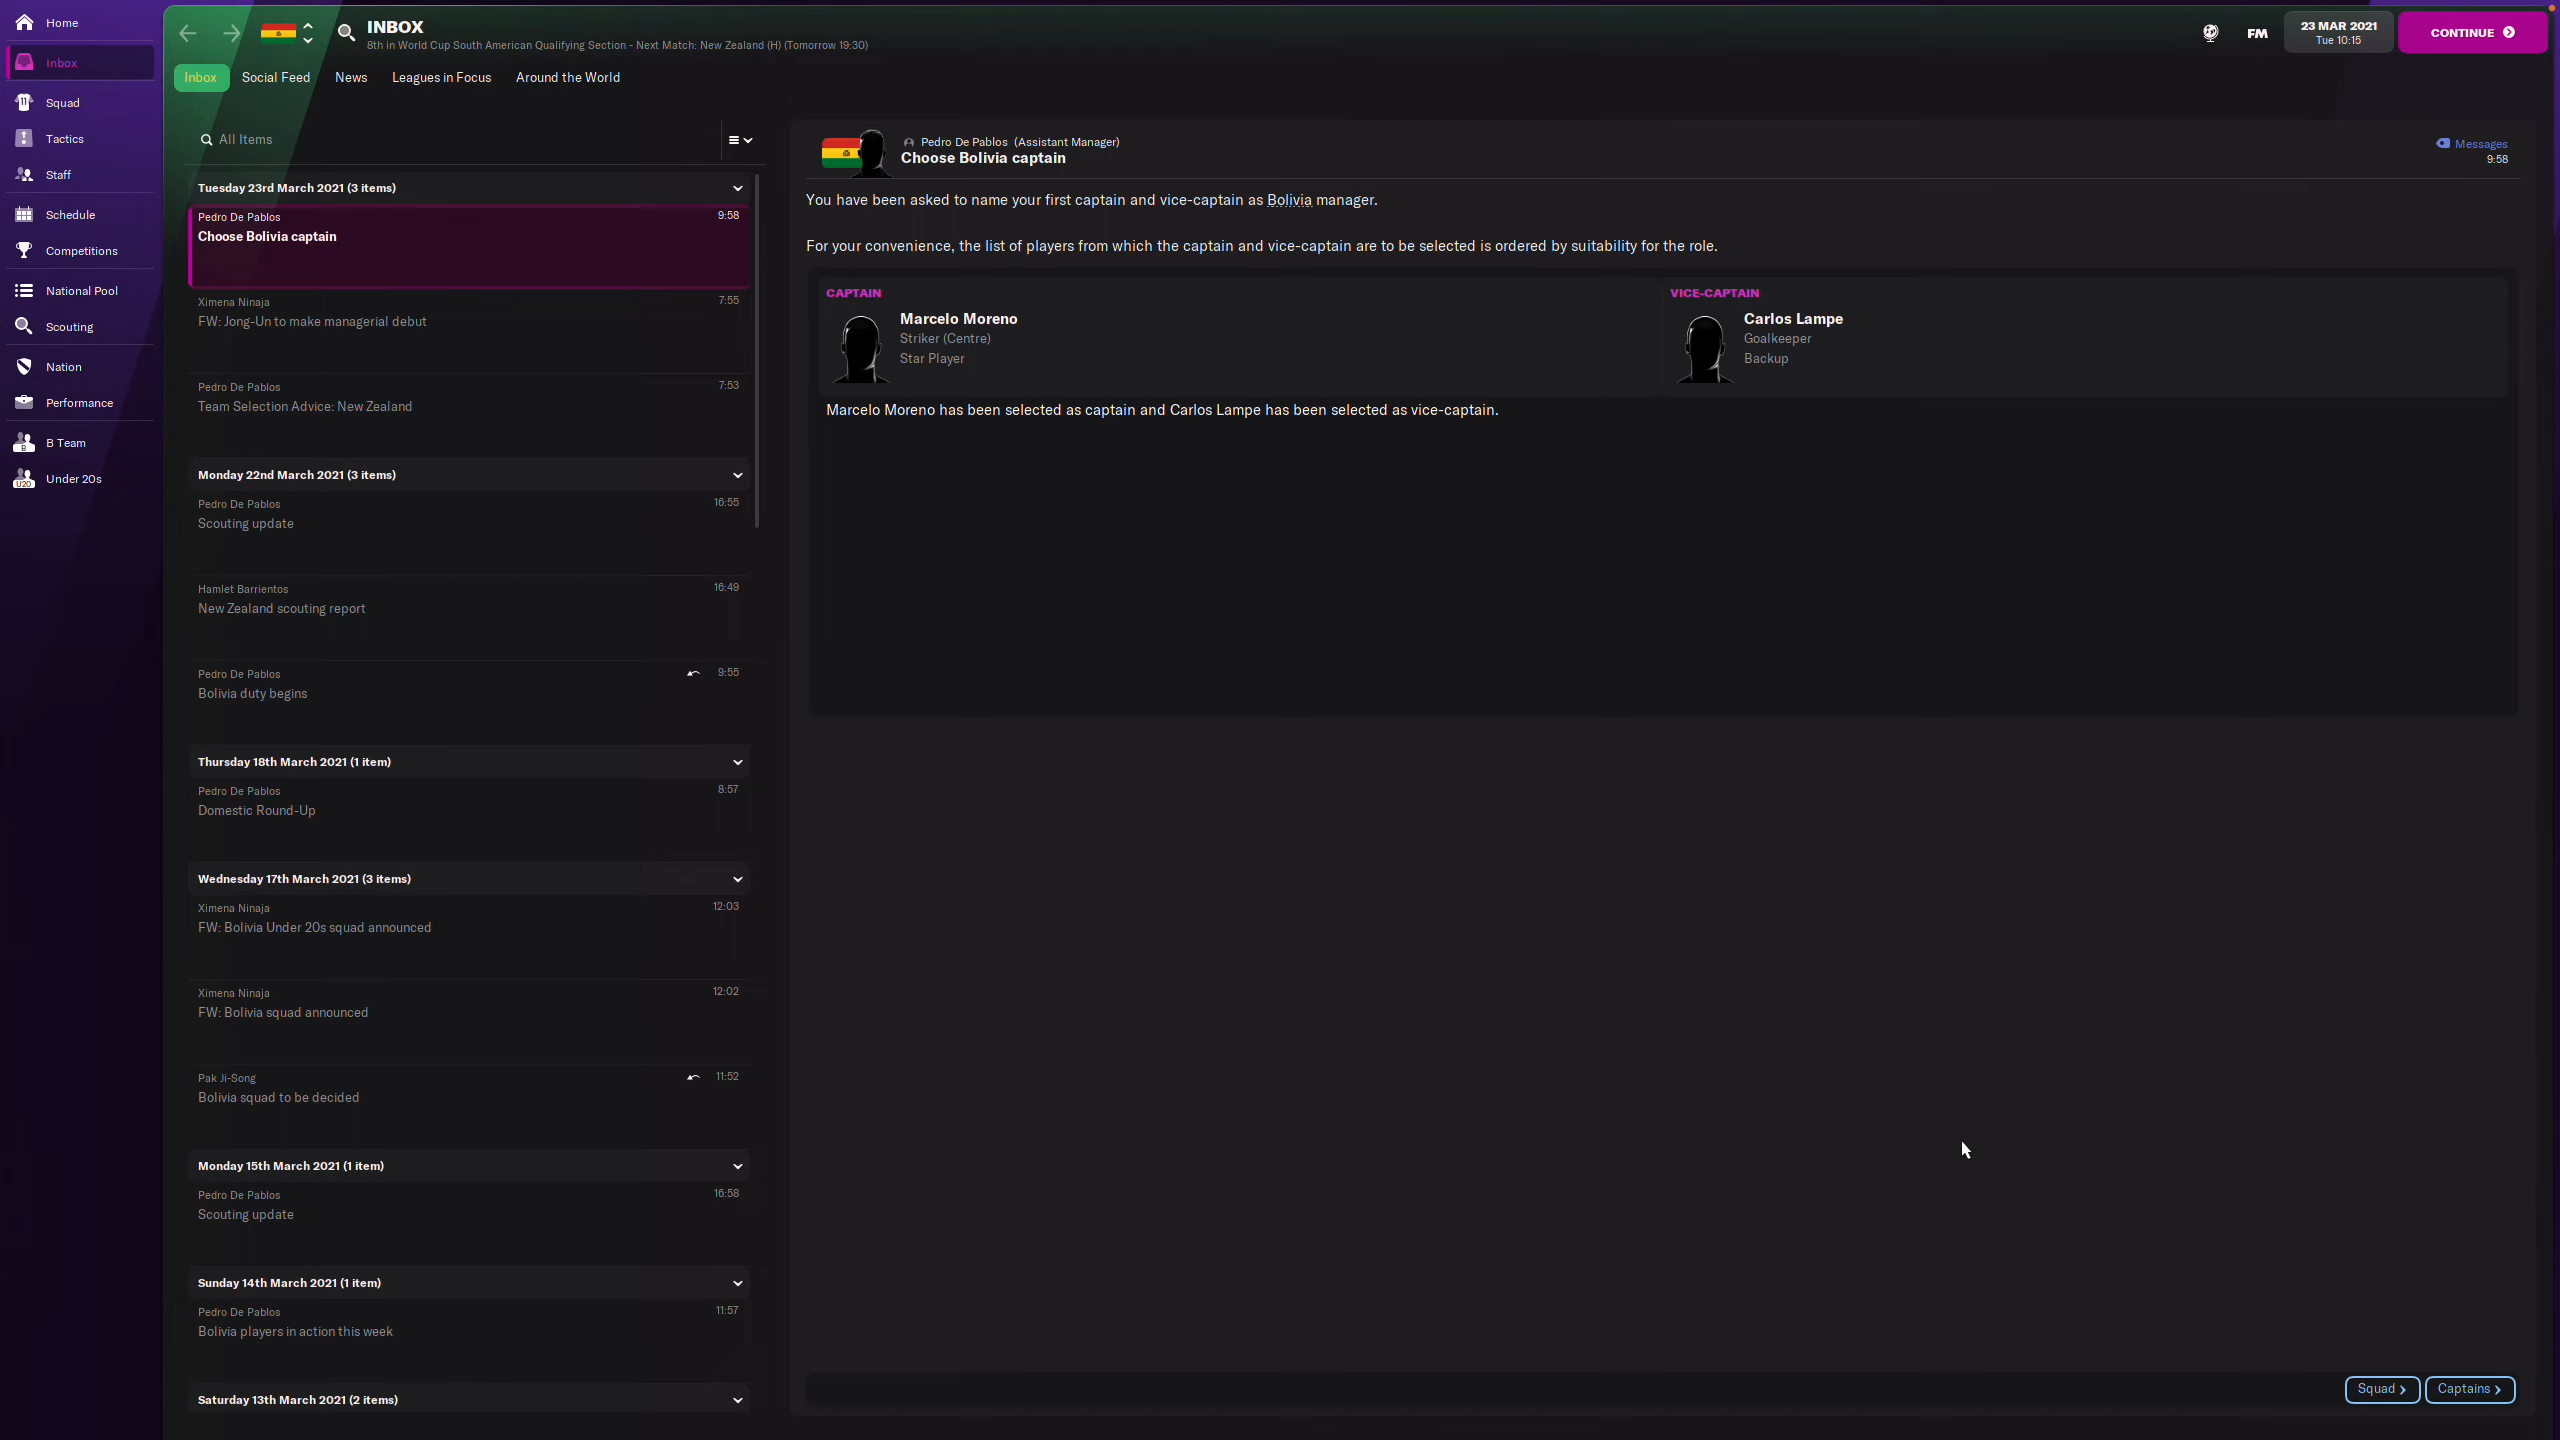 Home
Inbox
Squad
Tactics
Staff
Schedule
Competitions
National Pool
Scouting
Nation
Performance
B Team
Under 20s
INBOX
8th in World Cup South American Qualifying Section - Next Match: New Zealand (H) (Tomorrow 19:30)
FM
23 MAR 2021
Tue 10:15
CONTINUE
Inbox
Social Feed
News
Leagues in Focus
Around the World
All Items
Tuesday 23rd March 2021 (3 items)
Pedro De Pablos 9:58
Choose Bolivia captain
Ximena Ninaja 7:55
FW: Jong-Un to make managerial debut
Pedro De Pablos 7:53
Team Selection Advice: New Zealand
Monday 22nd March 2021 (3 items)
Pedro De Pablos 16:55
Scouting update
Hamlet Barrientos 16:49
New Zealand scouting report
Pedro De Pablos 9:55
Bolivia duty begins
Thursday 18th March 2021 (1 item)
Pedro De Pablos 8:57
Domestic Round-Up
Wednesday 17th March 2021 (3 items)
Ximena Ninaja 12:03
FW: Bolivia Under 20s squad announced
Ximena Ninaja 12:02
FW: Bolivia squad announced
Pak Ji-Song 11:52
Bolivia squad to be decided
Monday 15th March 2021 (1 item)
Pedro De Pablos 16:58
Scouting update
Sunday 14th March 2021 (1 item)
Pedro De Pablos 11:57
Bolivia players in action this week
Saturday 13th March 2021 (2 items)
Pedro De Pablos (Assistant Manager)
Choose Bolivia captain
Messages
9:58
You have been asked to name your first captain and vice-captain as Bolivia manager.
For your convenience, the list of players from which the captain and vice-captain are to be selected is ordered by suitability for the role.
CAPTAIN
Marcelo Moreno
Striker (Centre)
Star Player
VICE-CAPTAIN
Carlos Lampe
Goalkeeper
Backup
Marcelo Moreno has been selected as captain and Carlos Lampe has been selected as vice-captain.
Squad
Captains